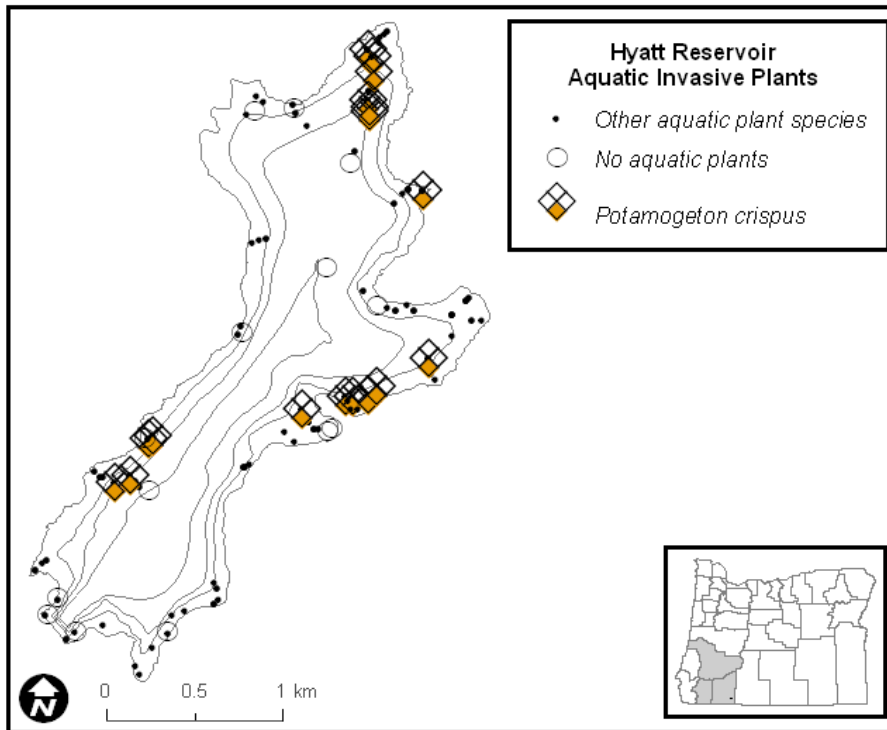 Hyatt Reservoir
Aquatic Invasive Plants
Other aquatic plant species
No aquatic plants
Potamogeton crispus
N
0 0.5 1 km